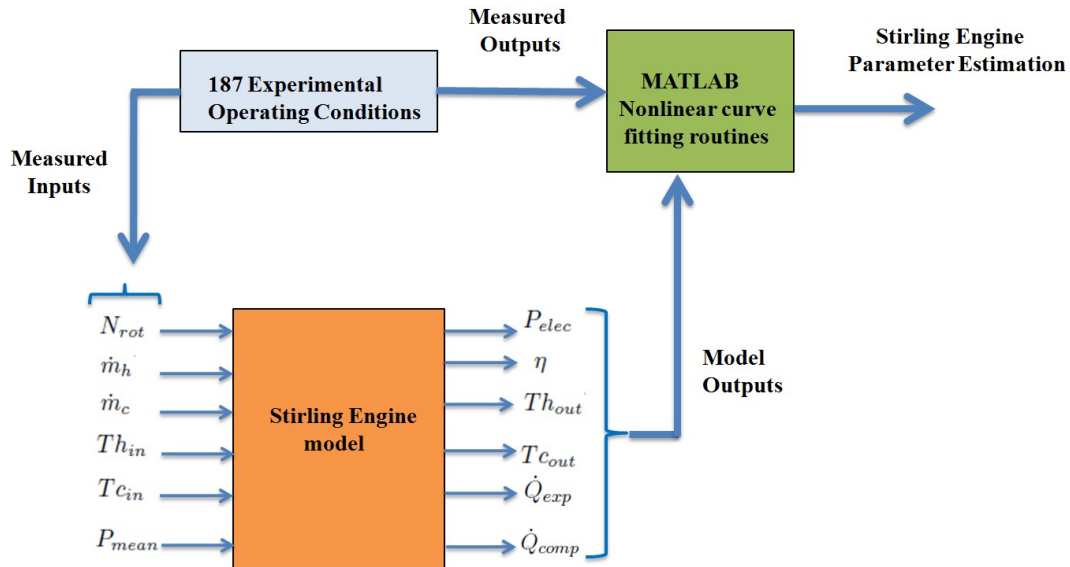 Measured
Outputs
187 Experimental
Operating Conditions
MATLAB
Nonlinear curve
fitting routines
Stirling Engine
Parameter Estimation
Measured
Inputs
N_rot
ṁ_h
ṁ_c
Th_in
Tc_in
P_mean
Stirling Engine
model
P_elec
η
Th_out
Tc_out
Q̇_exp
Q̇_comp
Model
Outputs